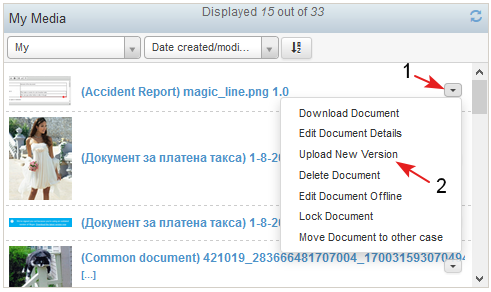 My Media
Displayed 15 out of 33
My
Date created/modi...
1
(Accident Report) magic_line.png 1.0
Download Document
Edit Document Details
Upload New Version
(Документ за платена такса) 1-8-20
Delete Document
2
Edit Document Offline
Lock Document
(Документ за платена такса) 1-8-20
Move Document to other case
(Common document) 421019_283666481707004_170031593070494
[...]